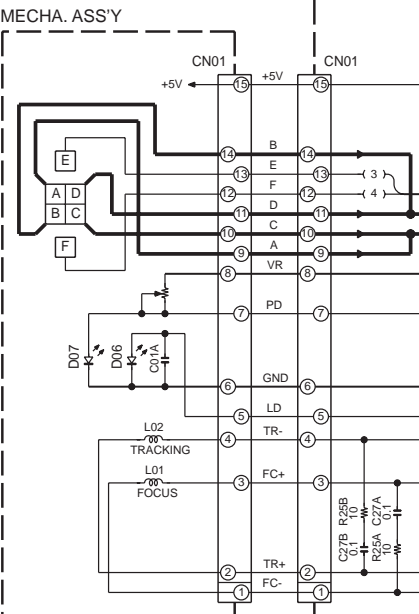 MECHA. ASS'Y
CN01
CN01
+5V
15
+5V
15
14
B
14
E
13
E
13
3
12
F
12
4
A D
11
D
11
B C
10
C
10
9
A
9
F
VR
8
8
7
PD
7
D07
D06
C01A
6
GND
6
5
LD
5
L02
4
TR-
4
TRACKING
L01
3
FC+
3
FOCUS
R25B
10
C27A
0.1
C27B
0.1
R25A
10
2
TR+
2
1
FC-
1